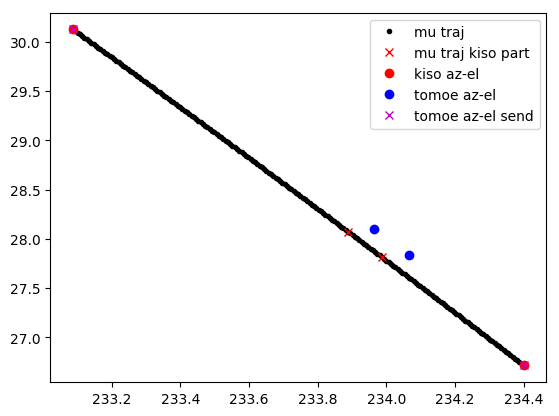 30.0
29.5
29.0
28.5
28.0
27.5
27.0
233.2 233.4 233.6 233.8 234.0 234.2 234.4
mu traj
mu traj kiso part
kiso az-el
tomoe az-el
tomoe az-el send